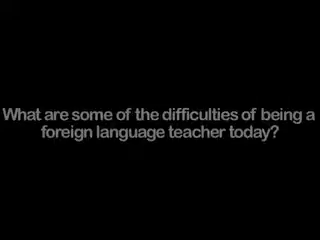 What are some of the difficulties of being a
foreign language teacher today?